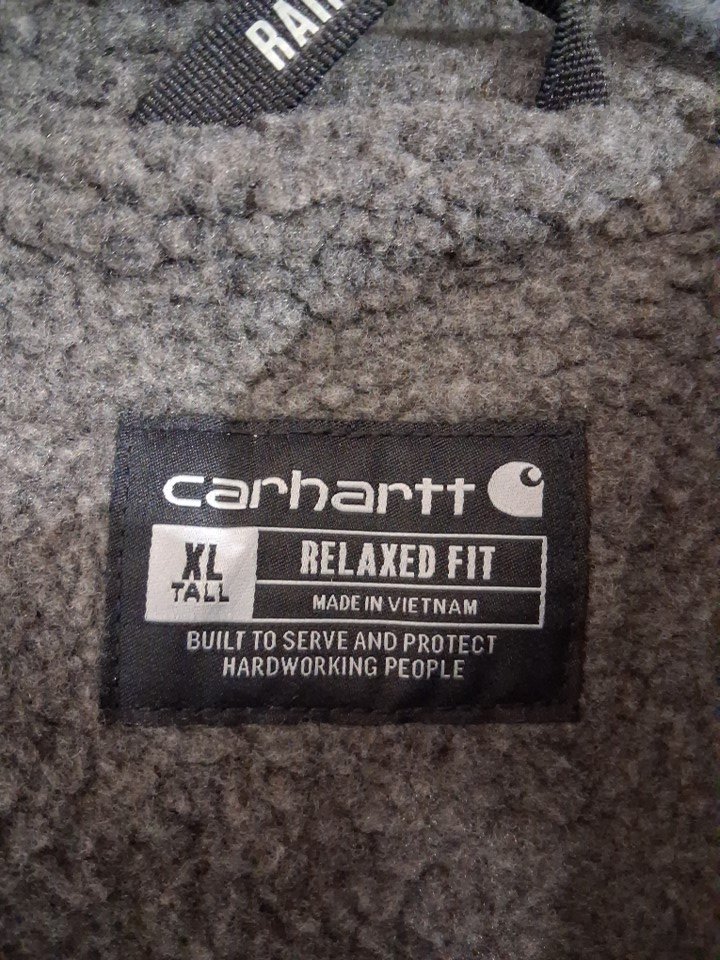 carhartt
XL
TALL
RELAXED FIT
MADE IN VIETNAM
BUILT TO SERVE AND PROTECT
HARDWORKING PEOPLE